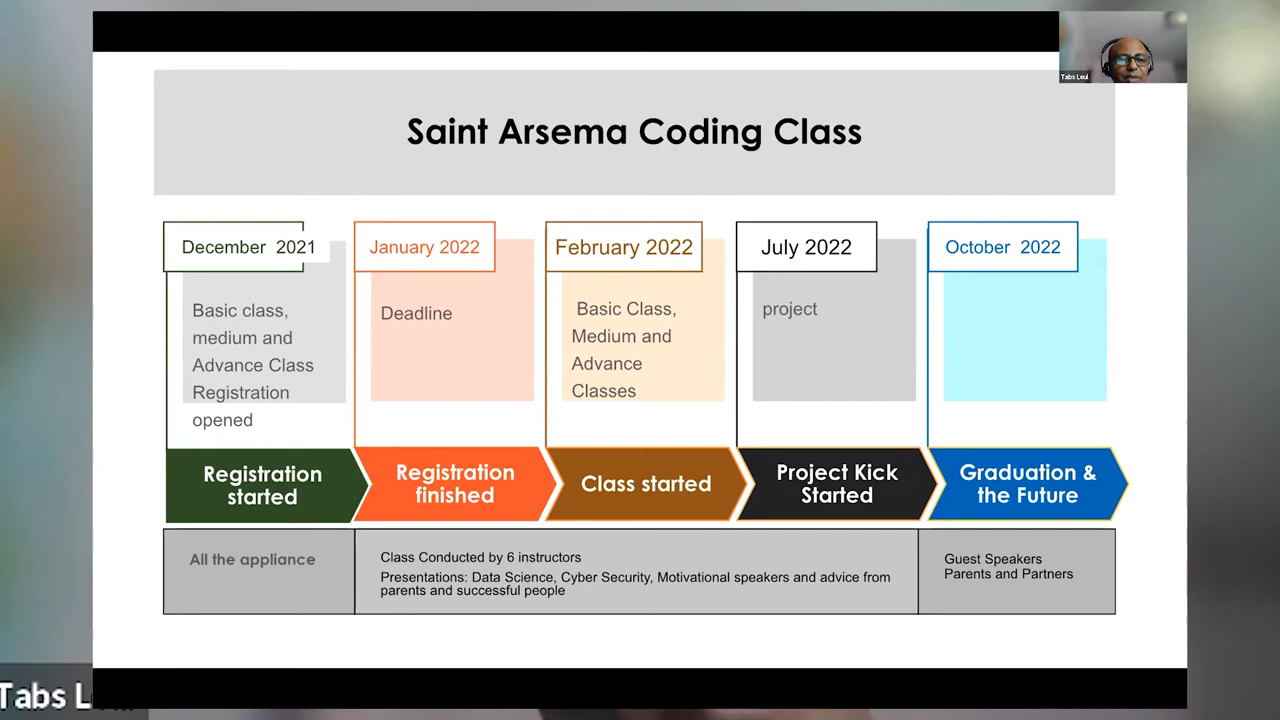 Tabs Leul
Saint Arsema Coding Class
December 2021
January 2022
February 2022
July 2022
October 2022
Basic class,
medium and
Advance Class
Registration
opened
Deadline
Basic Class,
Medium and
Advance
Classes
project
Registration
started
Registration
finished
Class started
Project Kick
Started
Graduation &
the Future
All the appliance
Class Conducted by 6 instructors
Presentations: Data Science, Cyber Security, Motivational speakers and advice from
parents and successful people
Guest Speakers
Parents and Partners
Tabs L